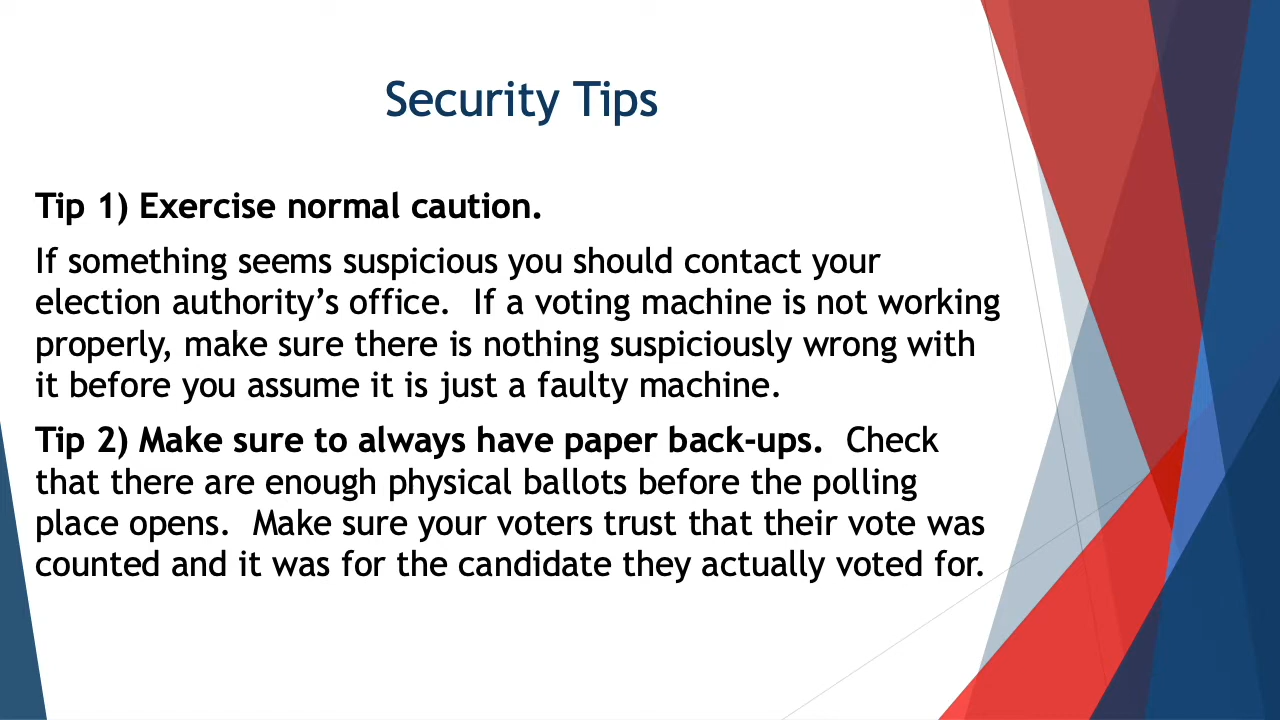 Security Tips
Tip 1) Exercise normal caution.
If something seems suspicious you should contact your
election authority’s office.  If a voting machine is not working
properly, make sure there is nothing suspiciously wrong with
it before you assume it is just a faulty machine.
Tip 2) Make sure to always have paper back-ups.  Check
that there are enough physical ballots before the polling
place opens.  Make sure your voters trust that their vote was
counted and it was for the candidate they actually voted for.